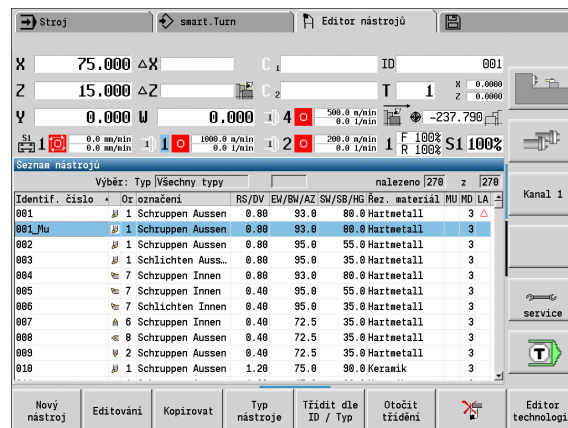 Stroj smart.Turn Editor nástrojů
X 75.000 △X C 1 ID 001
Z 15.000 △Z C 2 T 1 X 0.0000 Z 0.0000
Y 0.000 W 0.000 4 500.0 m/min 0.0 1/min -237.790
S1 1 0.0 mm/min 0.0 mm/min 1 1000.0 m/min 0.0 1/min 2 200.0 m/min 0.0 1/min 1 F 100% R 100% S1 100%
Seznam nástrojů
Výběr: Typ Všechny typy nalezeno 270 z 270
Identif. číslo Or označení RS/DV EW/BW/AZ SW/SB/HG Řez. materiál MU MD LA
001 1 Schruppen Aussen 0.80 93.0 80.0 Hartmetall 3 △
001_Mu 1 Schruppen Aussen 0.80 93.0 80.0 Hartmetall 3
002 1 Schruppen Aussen 0.80 95.0 55.0 Hartmetall 3
003 1 Schlichten Auss… 0.80 95.0 35.0 Hartmetall 3
004 7 Schruppen Innen 0.80 93.0 80.0 Hartmetall 3
005 7 Schruppen Innen 0.40 95.0 55.0 Hartmetall 3
006 7 Schlichten Innen 0.40 93.0 35.0 Hartmetall 3
007 6 Schruppen Innen 0.40 72.5 35.0 Hartmetall 3
008 8 Schruppen Aussen 0.40 72.5 35.0 Hartmetall 3
009 2 Schruppen Aussen 0.40 72.5 35.0 Hartmetall 3
010 1 Schruppen Aussen 1.20 75.0 90.0 Keramik 3
Kanal 1
service
T
Nový nástroj
Editování
Kopírovat
Typ nástroje
Třídit dle ID / Typ
Otočit třídění
Editor technologi